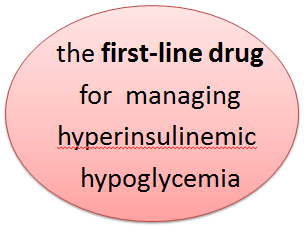 the first-line drug
for managing
hyperinsulinemic
hypoglycemia